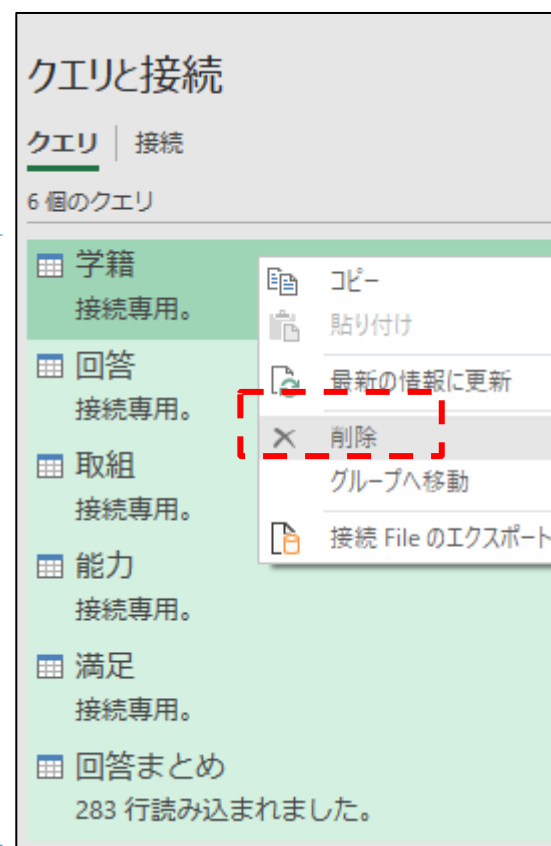 クエリと接続
クエリ | 接続
6 個のクエリ
学籍
接続専用。
回答
接続専用。
取組
接続専用。
能力
接続専用。
満足
接続専用。
回答まとめ
283 行読み込まれました。
コピー
貼り付け
最新の情報に更新
削除
グループへ移動
接続 File のエクスポート